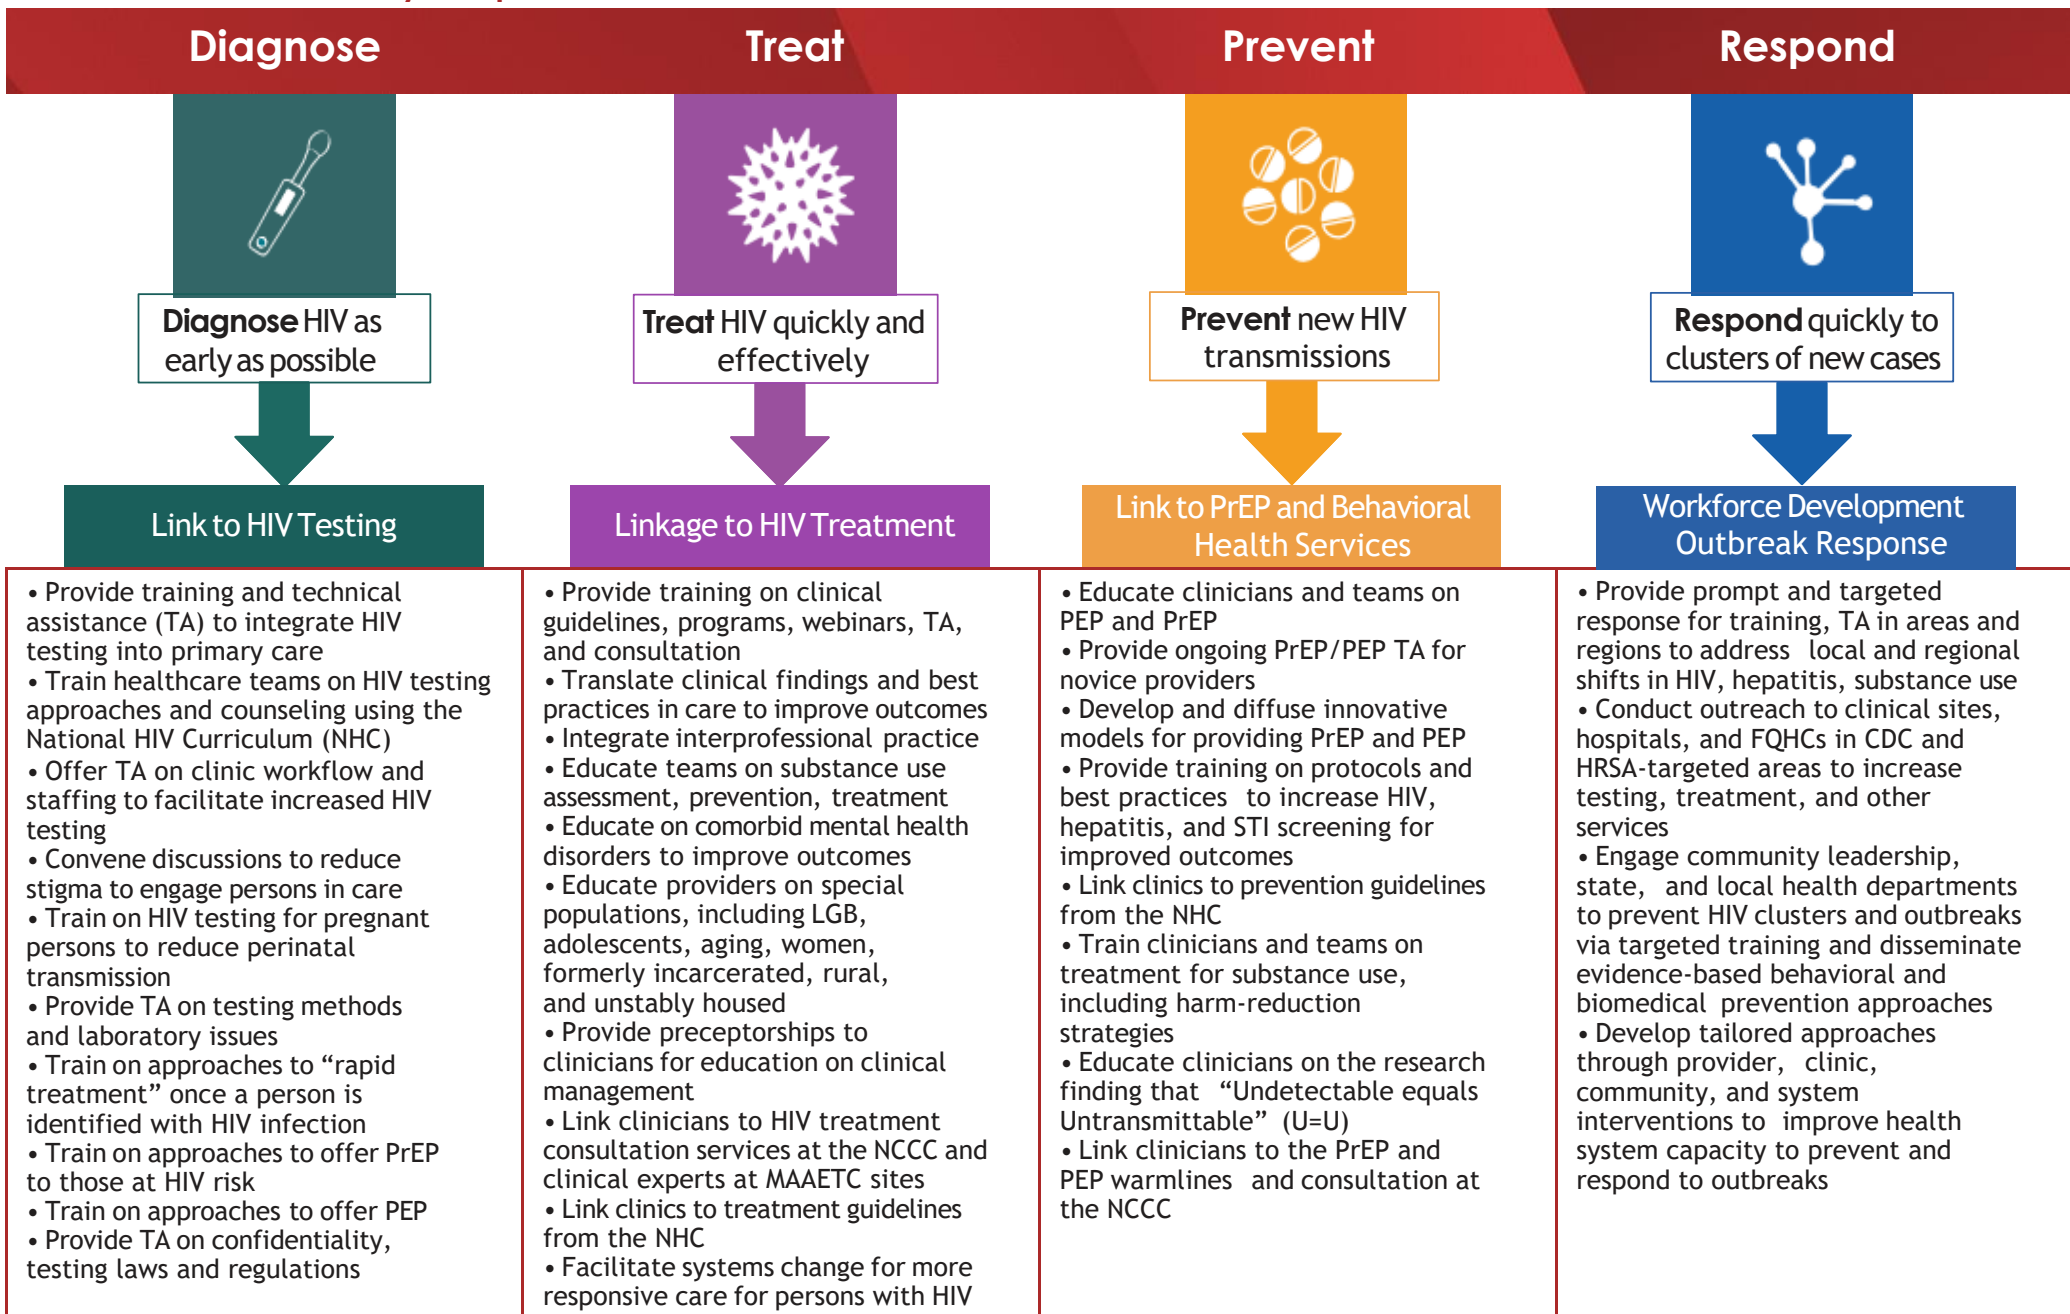 Diagnose
Treat
Prevent
Respond
Diagnose HIV as
early as possible
Treat HIV quickly and
effectively
Prevent new HIV
transmissions
Respond quickly to
clusters of new cases
Link to HIV Testing
Linkage to HIV Treatment
Link to PrEP and Behavioral
Health Services
Workforce Development
Outbreak Response
• Provide training and technical
assistance (TA) to integrate HIV
testing into primary care
• Train healthcare teams on HIV testing
approaches and counseling using the
National HIV Curriculum (NHC)
• Offer TA on clinic workflow and
staffing to facilitate increased HIV
testing
• Convene discussions to reduce
stigma to engage persons in care
• Train on HIV testing for pregnant
persons to reduce perinatal
transmission
• Provide TA on testing methods
and laboratory issues
• Train on approaches to “rapid
treatment” once a person is
identified with HIV infection
• Train on approaches to offer PrEP
to those at HIV risk
• Train on approaches to offer PEP
• Provide TA on confidentiality,
testing laws and regulations
• Provide training on clinical
guidelines, programs, webinars, TA,
and consultation
• Translate clinical findings and best
practices in care to improve outcomes
• Integrate interprofessional practice
• Educate teams on substance use
assessment, prevention, treatment
• Educate on comorbid mental health
disorders to improve outcomes
• Educate providers on special
populations, including LGB,
adolescents, aging, women,
formerly incarcerated, rural,
and unstably housed
• Provide preceptorships to
clinicians for education on clinical
management
• Link clinicians to HIV treatment
consultation services at the NCCC and
clinical experts at MAAETC sites
• Link clinics to treatment guidelines
from the NHC
• Facilitate systems change for more
responsive care for persons with HIV
• Educate clinicians and teams on
PEP and PrEP
• Provide ongoing PrEP/PEP TA for
novice providers
• Develop and diffuse innovative
models for providing PrEP and PEP
• Provide training on protocols and
best practices to increase HIV,
hepatitis, and STI screening for
improved outcomes
• Link clinics to prevention guidelines
from the NHC
• Train clinicians and teams on
treatment for substance use,
including harm-reduction
strategies
• Educate clinicians on the research
finding that “Undetectable equals
Untransmittable” (U=U)
• Link clinicians to the PrEP and
PEP warmlines and consultation at
the NCCC
• Provide prompt and targeted
response for training, TA in areas and
regions to address local and regional
shifts in HIV, hepatitis, substance use
• Conduct outreach to clinical sites,
hospitals, and FQHCs in CDC and
HRSA-targeted areas to increase
testing, treatment, and other
services
• Engage community leadership,
state, and local health departments
to prevent HIV clusters and outbreaks
via targeted training and disseminate
evidence-based behavioral and
biomedical prevention approaches
• Develop tailored approaches
through provider, clinic,
community, and system
interventions to improve health
system capacity to prevent and
respond to outbreaks